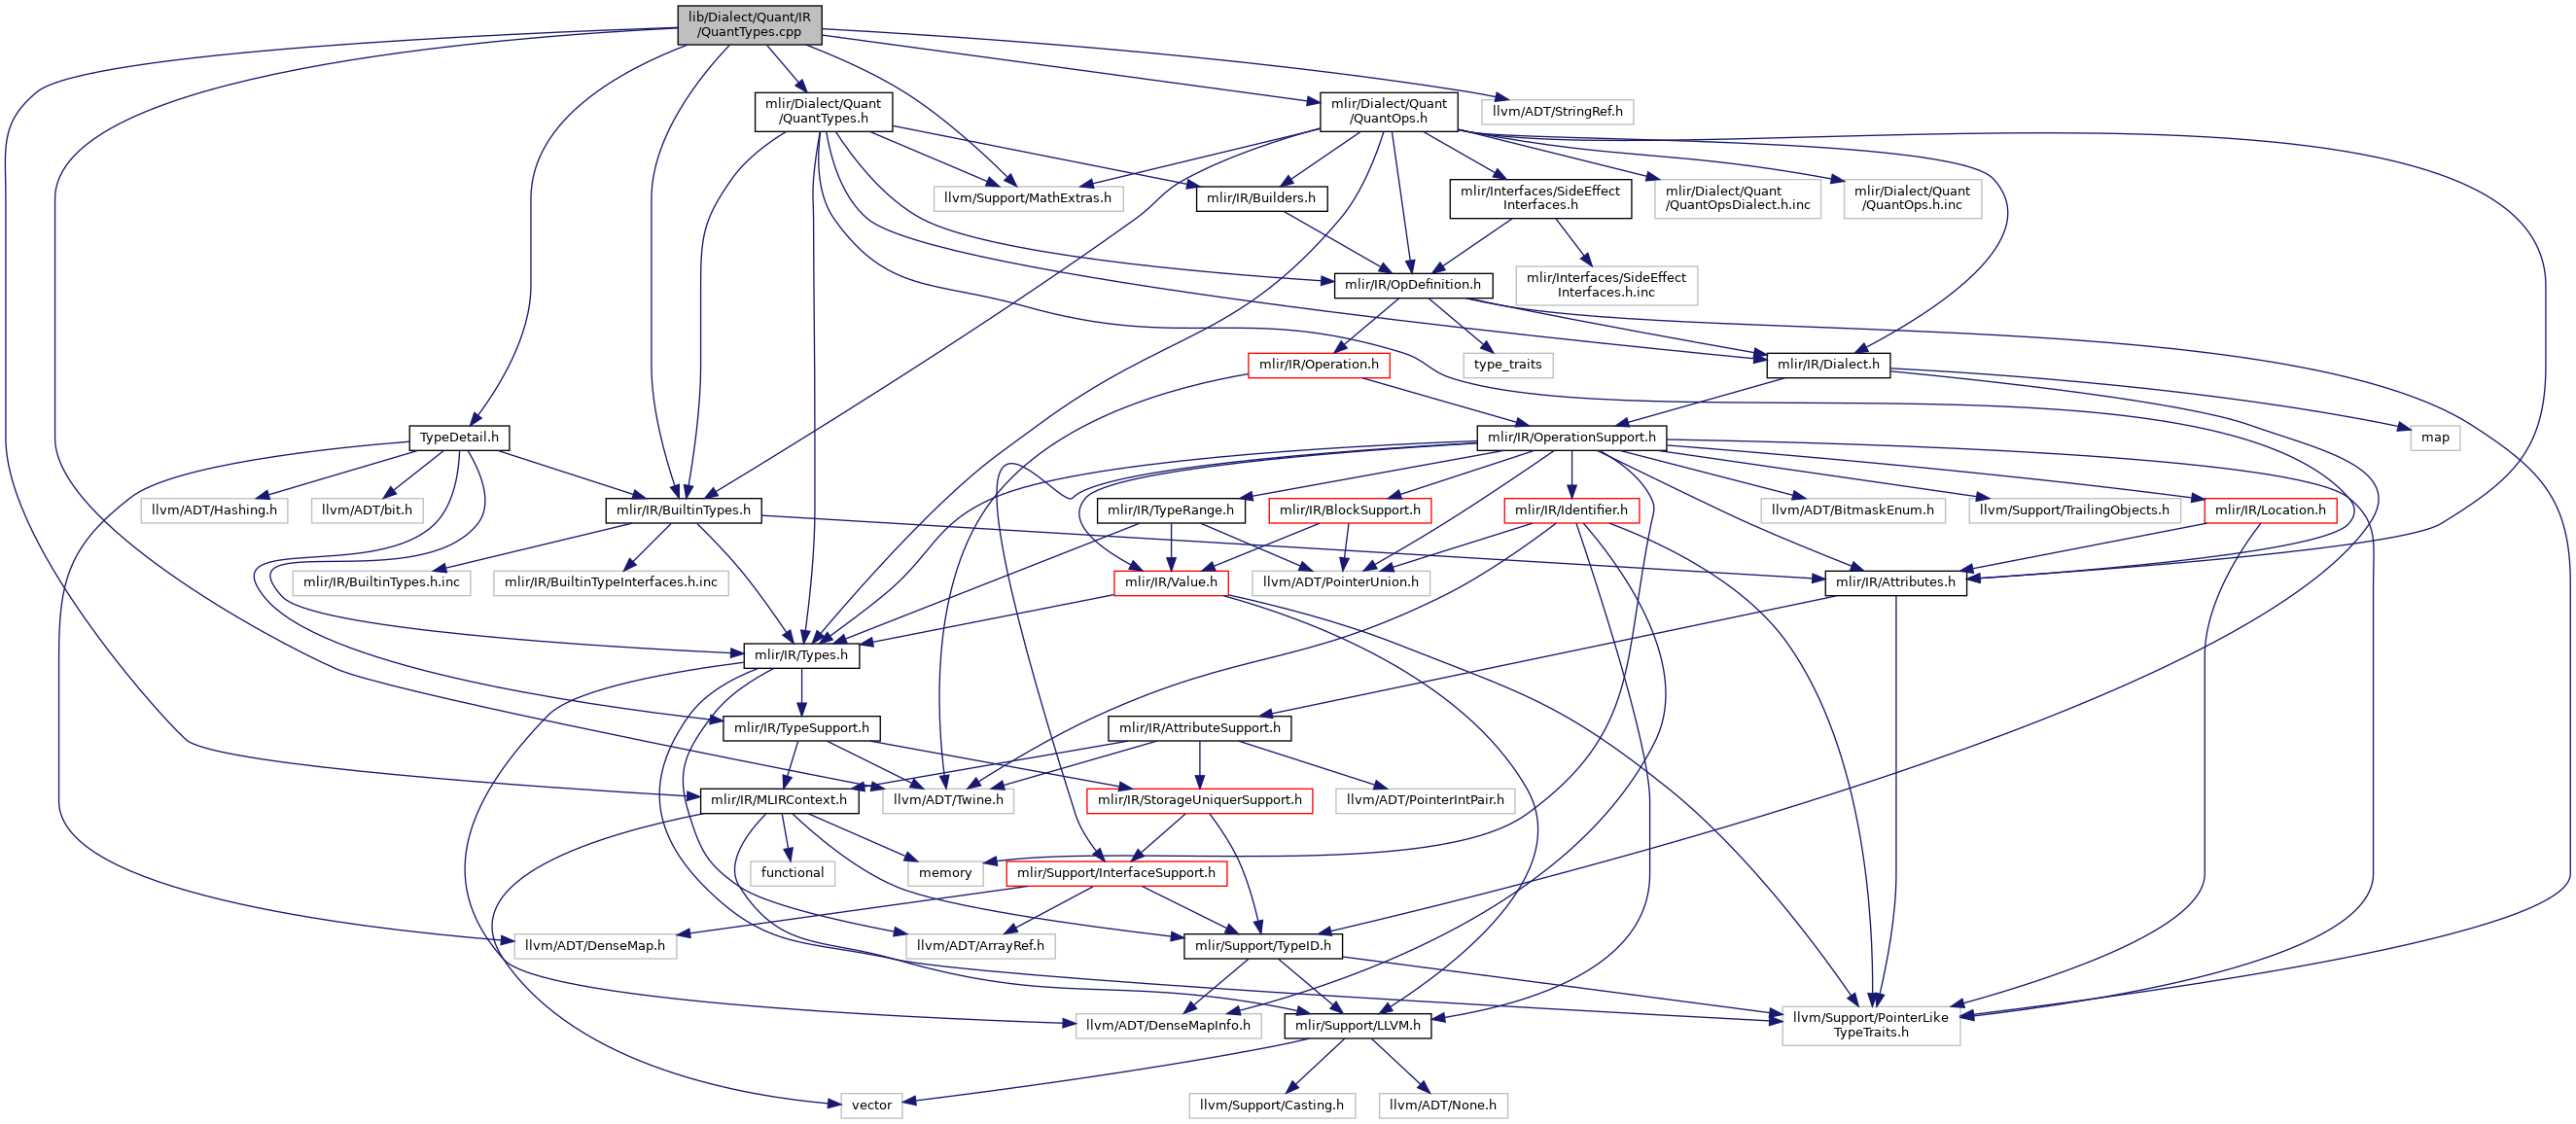 lib/Dialect/Quant/IR
/QuantTypes.cpp
mlir/Dialect/Quant
/QuantTypes.h
mlir/Dialect/Quant
/QuantOps.h
llvm/ADT/StringRef.h
llvm/Support/MathExtras.h
mlir/IR/Builders.h
mlir/Interfaces/SideEffect
Interfaces.h
mlir/Dialect/Quant
/QuantOpsDialect.h.inc
mlir/Dialect/Quant
/QuantOps.h.inc
mlir/IR/OpDefinition.h
mlir/Interfaces/SideEffect
Interfaces.h.inc
mlir/IR/Operation.h
type_traits
mlir/IR/Dialect.h
TypeDetail.h
mlir/IR/OperationSupport.h
map
llvm/ADT/Hashing.h
llvm/ADT/bit.h
mlir/IR/BuiltinTypes.h
mlir/IR/TypeRange.h
mlir/IR/BlockSupport.h
mlir/IR/Identifier.h
llvm/ADT/BitmaskEnum.h
llvm/Support/TrailingObjects.h
mlir/IR/Location.h
mlir/IR/BuiltinTypes.h.inc
mlir/IR/BuiltinTypeInterfaces.h.inc
mlir/IR/Value.h
llvm/ADT/PointerUnion.h
mlir/IR/Attributes.h
mlir/IR/Types.h
mlir/IR/TypeSupport.h
mlir/IR/AttributeSupport.h
mlir/IR/MLIRContext.h
llvm/ADT/Twine.h
mlir/IR/StorageUniquerSupport.h
llvm/ADT/PointerIntPair.h
functional
memory
mlir/Support/InterfaceSupport.h
llvm/ADT/DenseMap.h
llvm/ADT/ArrayRef.h
mlir/Support/TypeID.h
llvm/ADT/DenseMapInfo.h
mlir/Support/LLVM.h
llvm/Support/PointerLike
TypeTraits.h
vector
llvm/Support/Casting.h
llvm/ADT/None.h